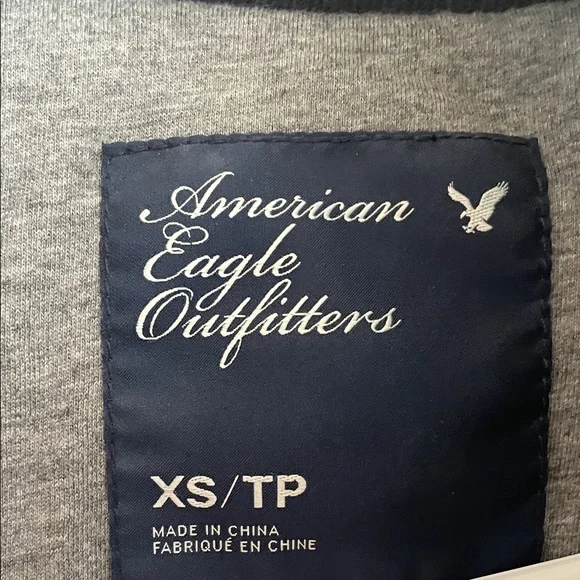 American
Eagle
Outfitters
XS/TP
MADE IN CHINA
FABRIQUÉ EN CHINE